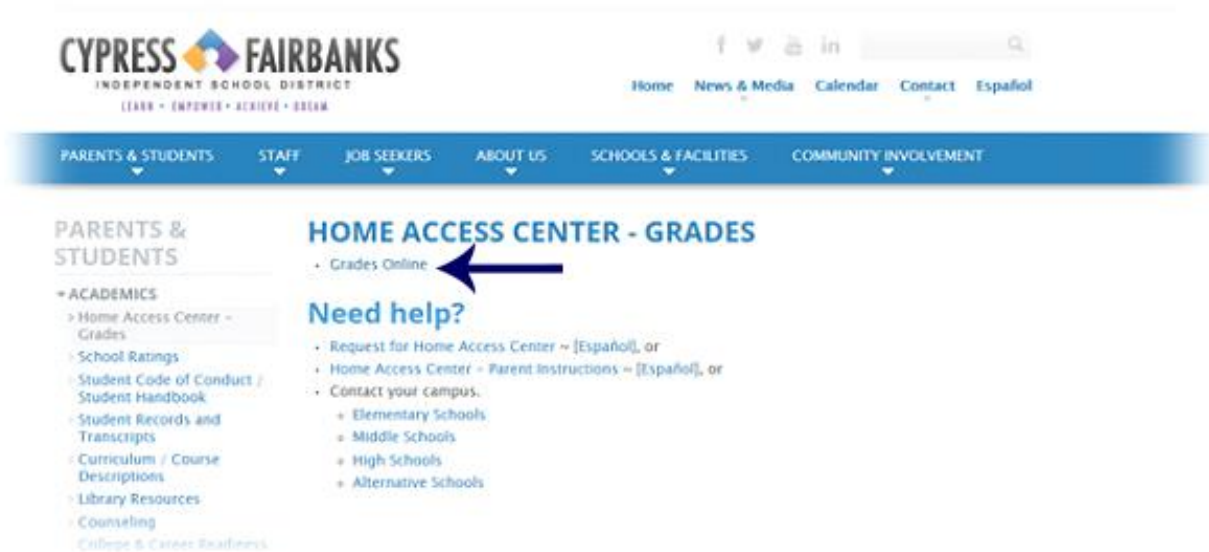 CYPRESS FAIRBANKS
INDEPENDENT SCHOOL DISTRICT
LEARN • EMPOWER • ACHIEVE • DREAM
f in
Home News & Media Calendar Contact Español
PARENTS & STUDENTS STAFF JOB SEEKERS ABOUT US SCHOOLS & FACILITIES COMMUNITY INVOLVEMENT
PARENTS &
STUDENTS
ACADEMICS
Home Access Center –
Grades
School Ratings
Student Code of Conduct /
Student Handbook
Student Records and
Transcripts
Curriculum / Course
Descriptions
Library Resources
Counseling
College & Career Readiness
HOME ACCESS CENTER - GRADES
• Grades Online
Need help?
• Request for Home Access Center ~ [Español], or
• Home Access Center – Parent Instructions ~ [Español], or
• Contact your campus.
Elementary Schools
Middle Schools
High Schools
Alternative Schools